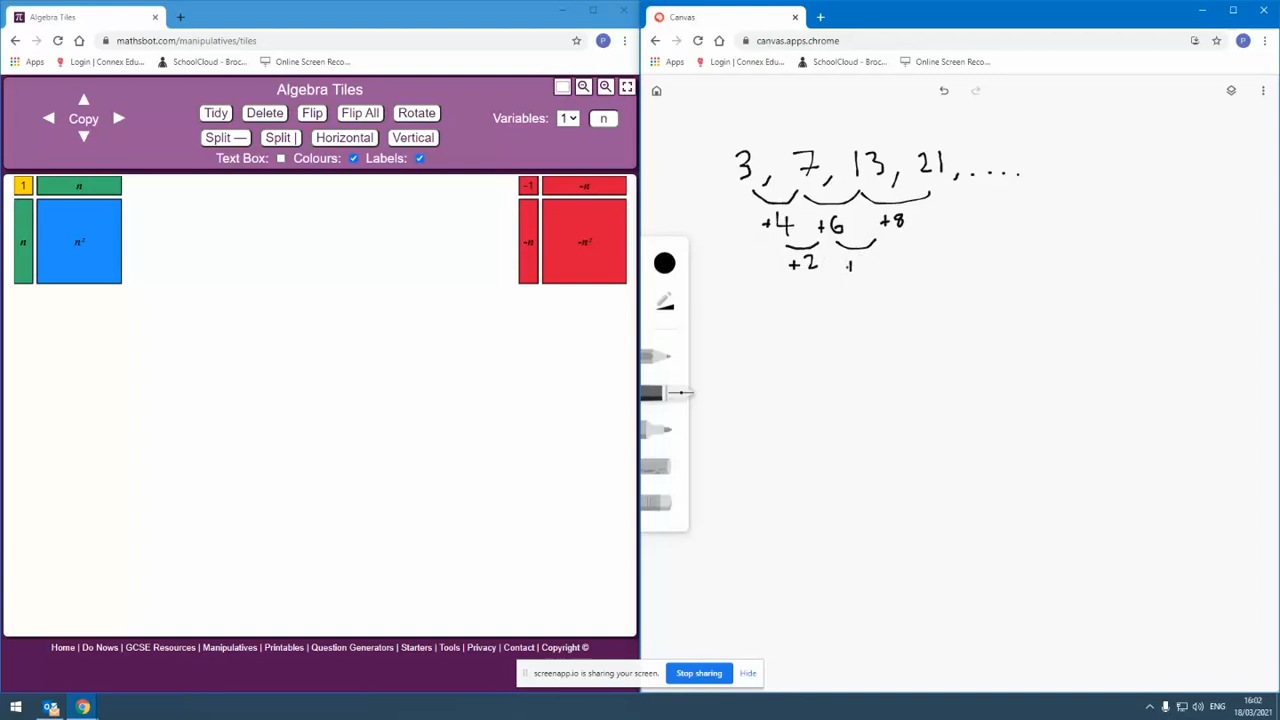 Algebra Tiles
mathsbot.com/manipulatives/tiles
P
Apps
Login | Connex Edu...
SchoolCloud - Broc...
Online Screen Reco...
Algebra Tiles
Copy
Tidy
Delete
Flip
Flip All
Rotate
Variables:
1
n
Split —
Split |
Horizontal
Vertical
Text Box:
Colours:
Labels:
1
n
n
n²
-1
-n
-n
-n²
Home | Do Nows | GCSE Resources | Manipulatives | Printables | Question Generators | Starters | Tools | Privacy | Contact | Copyright ©
Canvas
canvas.apps.chrome
P
Apps
Login | Connex Edu...
SchoolCloud - Broc...
Online Screen Reco...
3, 7, 13, 21, ....
+4 +6 +8
+2
screenapp.io is sharing your screen.
Stop sharing
Hide
ENG
16:02
18/03/2021